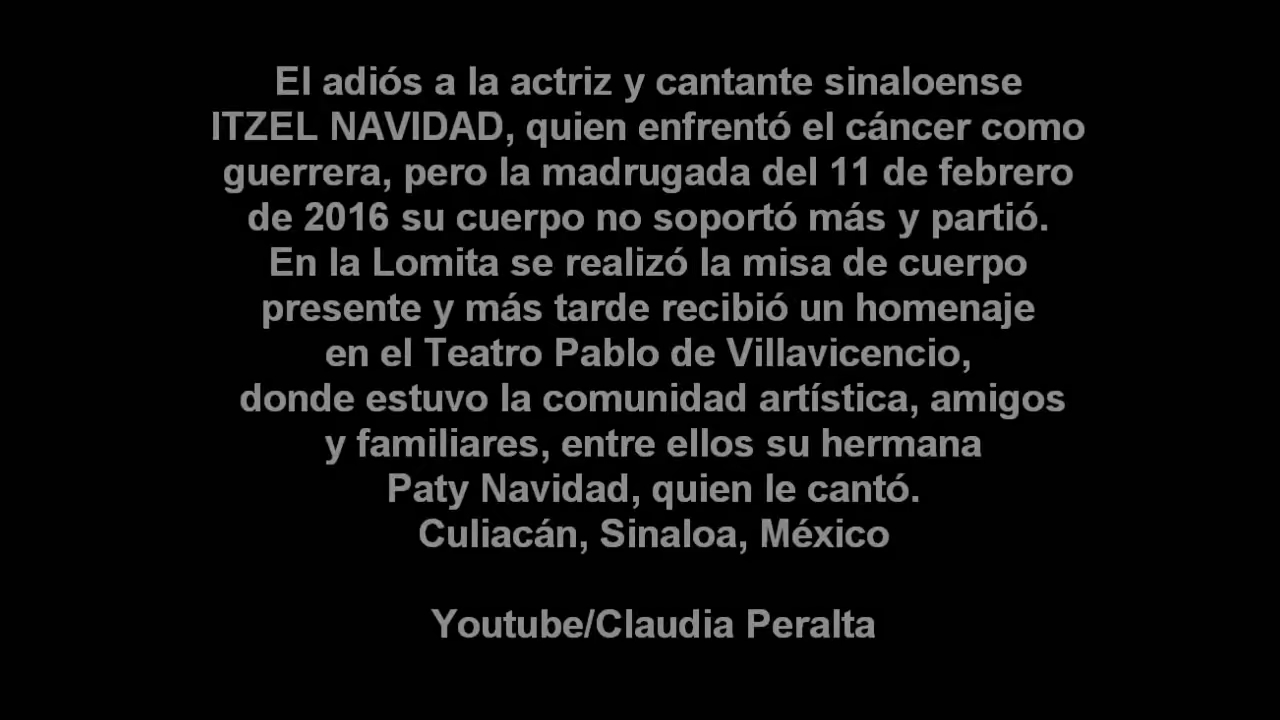 El adiós a la actriz y cantante sinaloense
ITZEL NAVIDAD, quien enfrentó el cáncer como
guerrera, pero la madrugada del 11 de febrero
de 2016 su cuerpo no soportó más y partió.
En la Lomita se realizó la misa de cuerpo
presente y más tarde recibió un homenaje
en el Teatro Pablo de Villavicencio,
donde estuvo la comunidad artística, amigos
y familiares, entre ellos su hermana
Paty Navidad, quien le cantó.
Culiacán, Sinaloa, México
Youtube/Claudia Peralta